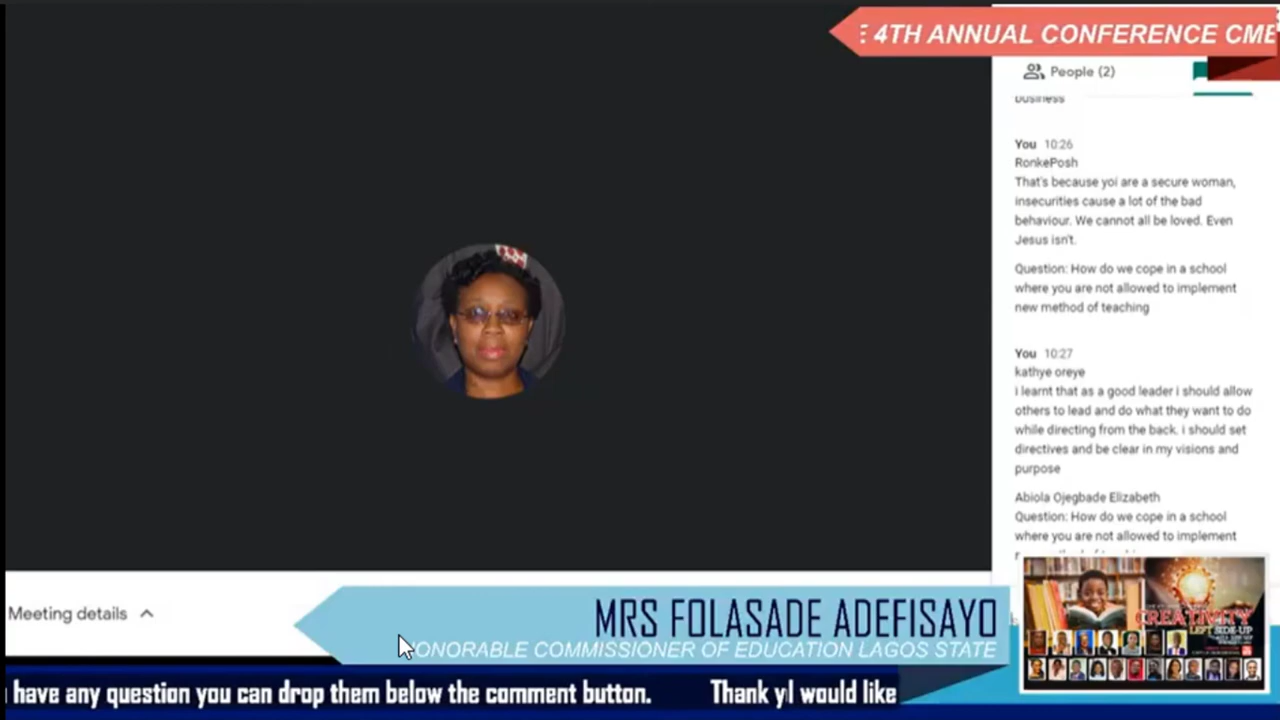 4TH ANNUAL CONFERENCE CME
People (2)
business
You 10:26
RonkePosh
That's because yoi are a secure woman,
insecurities cause a lot of the bad
behaviour. We cannot all be loved. Even
Jesus isn't.
Question: How do we cope in a school
where you are not allowed to implement
new method of teaching
You 10:27
kathye oreye
i learnt that as a good leader i should allow
others to lead and do what they want to do
while directing from the back. i should set
directives and be clear in my visions and
purpose
Abiola Ojegbade Elizabeth
Question: How do we cope in a school
where you are not allowed to implement
CREATIVITY
LEFT SIDE-UP
Meeting details
MRS FOLASADE ADEFISAYO
ONORABLE COMMISSIONER OF EDUCATION LAGOS STATE
have any question you can drop them below the comment button. Thank y I would like